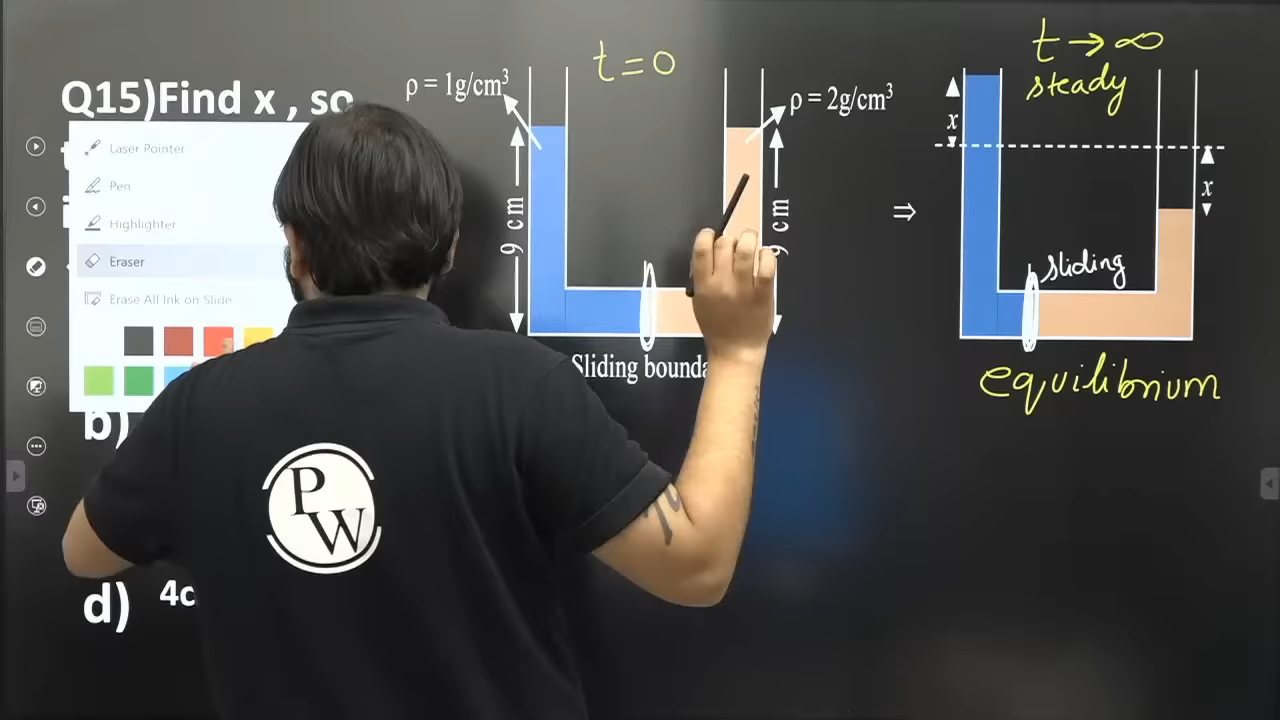 Q15)Find x , so
Laser Pointer
Pen
Highlighter
Eraser
Erase All Ink on Slide
b)
d) 4c
ρ = 1g/cm³
t = 0
ρ = 2g/cm³
9 cm
9 cm
Sliding bounda
⇒
t → ∞
steady
x
x
sliding
equilibrium
PW